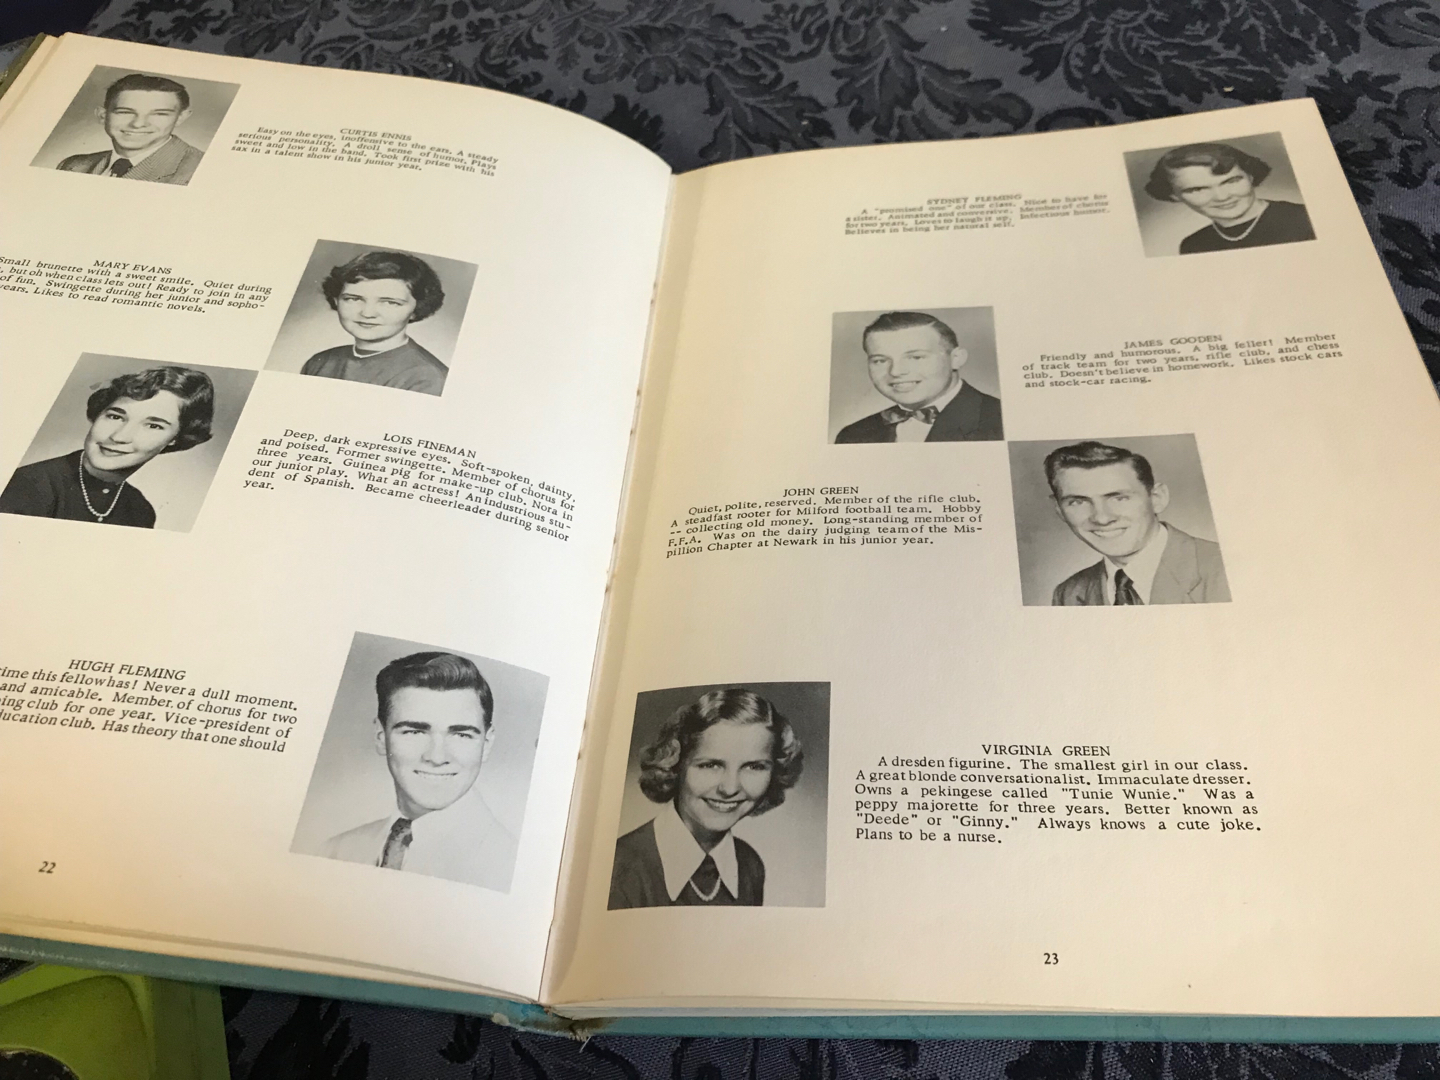 CURTIS ENNIS
Easy on the eyes, inoffensive to the ears. A steady
serious personality. A droll sense of humor. Plays
sweet and low in the band. Took first prize with his
sax in a talent show in his junior year.
MARY EVANS
Small brunette with a sweet smile. Quiet during
, but oh when class lets out! Ready to join in any
of fun. Swingette during her junior and sopho-
years. Likes to read romantic novels.
LOIS FINEMAN
Deep, dark expressive eyes. Soft-spoken, dainty,
and poised. Former swingette. Member of chorus for
three years. Guinea pig for make-up club. Nora in
our junior play. What an actress! An industrious stu-
dent of Spanish. Became cheerleader during senior
year.
HUGH FLEMING
time this fellow has! Never a dull moment.
and amicable. Member of chorus for two
club for one year. Vice-president of
club. Has theory that one should
22
SYDNEY FLEMING
A "promised one" of our class. Nice to have for
a sister. Animated and conversive. Member of chorus
for two years. Loves to laugh it up. Infectious humor.
Believes in being her natural self.
JAMES GOODEN
Friendly and humorous. A big feller! Member
of track team for two years, rifle club, and chess
club. Doesn't believe in homework. Likes stock cars
and stock-car racing.
JOHN GREEN
Quiet, polite, reserved. Member of the rifle club.
A steadfast rooter for Milford football team. Hobby
-- collecting old money. Long-standing member of
F.F.A. Was on the dairy judging team of the Mis-
pillion Chapter at Newark in his junior year.
VIRGINIA GREEN
A dresden figurine. The smallest girl in our class.
A great blonde conversationalist. Immaculate dresser.
Owns a pekingese called "Tunie Wunie." Was a
peppy majorette for three years. Better known as
"Deede" or "Ginny." Always knows a cute joke.
Plans to be a nurse.
23